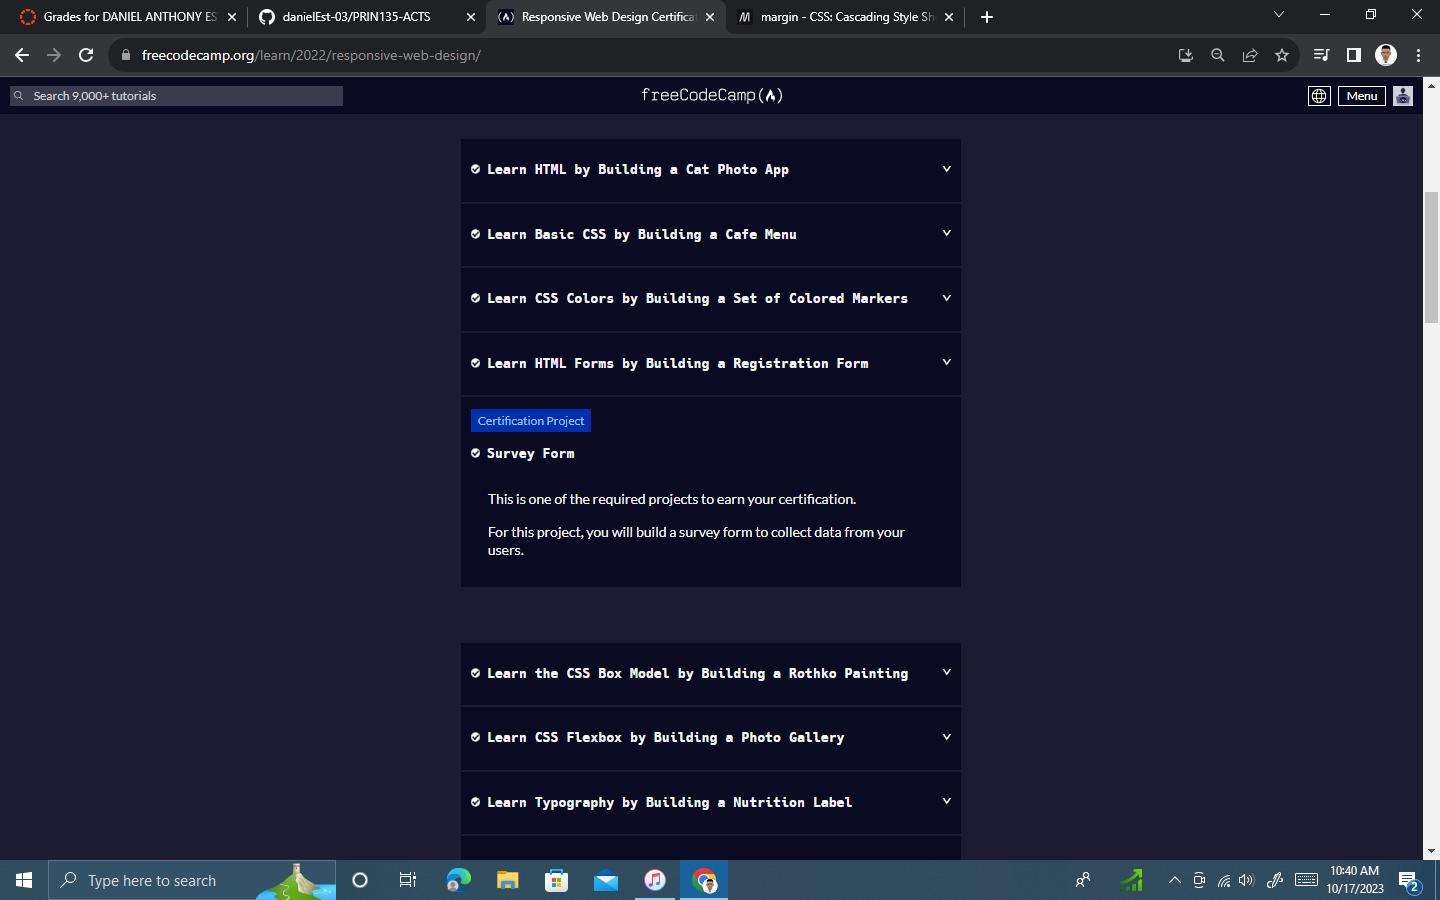 Grades for DANIEL ANTHONY ES
danielEst-03/PRIN135-ACTS
Responsive Web Design Certifica
margin - CSS: Cascading Style Sh
freecodecamp.org/learn/2022/responsive-web-design/
Search 9,000+ tutorials
freeCodeCamp(🔥)
Menu
Learn HTML by Building a Cat Photo App
Learn Basic CSS by Building a Cafe Menu
Learn CSS Colors by Building a Set of Colored Markers
Learn HTML Forms by Building a Registration Form
Certification Project
Survey Form
This is one of the required projects to earn your certification.
For this project, you will build a survey form to collect data from your
users.
Learn the CSS Box Model by Building a Rothko Painting
Learn CSS Flexbox by Building a Photo Gallery
Learn Typography by Building a Nutrition Label
Type here to search
10:40 AM
10/17/2023
2